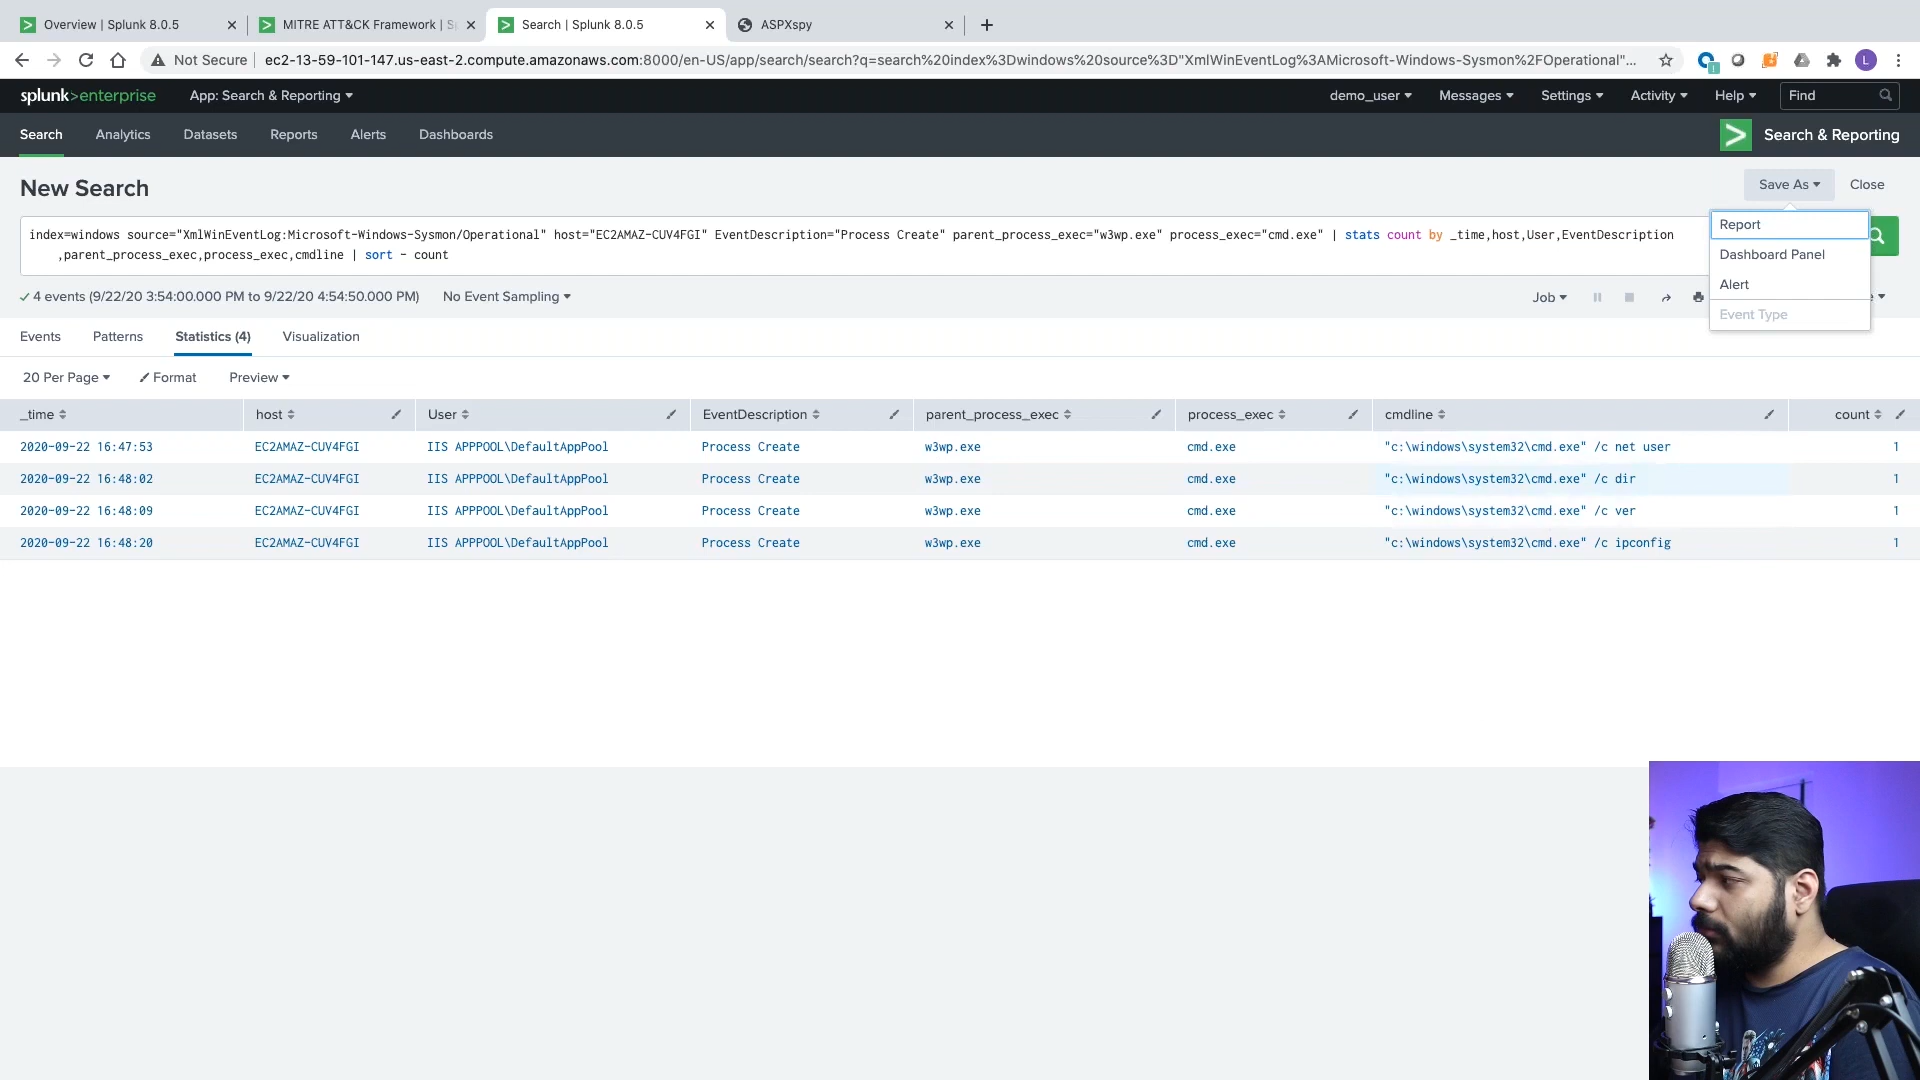 Overview | Splunk 8.0.5
MITRE ATT&CK Framework | S
Search | Splunk 8.0.5
ASPXspy
Not Secure
ec2-13-59-101-147.us-east-2.compute.amazonaws.com:8000/en-US/app/search/search?q=search%20index%3Dwindows%20source%3D"XmlWinEventLog%3AMicrosoft-Windows-Sysmon%2FOperational"...
L
splunk>enterprise
App: Search & Reporting
demo_user
Messages
Settings
Activity
Help
Find
Search
Analytics
Datasets
Reports
Alerts
Dashboards
Search & Reporting
New Search
Save As
Close
Report
Dashboard Panel
Alert
Event Type
index=windows source="XmlWinEventLog:Microsoft-Windows-Sysmon/Operational" host="EC2AMAZ-CUV4FGI" EventDescription="Process Create" parent_process_exec="w3wp.exe" process_exec="cmd.exe" | stats count by _time,host,User,EventDescription
,parent_process_exec,process_exec,cmdline | sort - count
4 events (9/22/20 3:54:00.000 PM to 9/22/20 4:54:50.000 PM)
No Event Sampling
Job
Events
Patterns
Statistics (4)
Visualization
20 Per Page
Format
Preview
_time host User EventDescription parent_process_exec process_exec cmdline count
2020-09-22 16:47:53 EC2AMAZ-CUV4FGI IIS APPPOOL\DefaultAppPool Process Create w3wp.exe cmd.exe "c:\windows\system32\cmd.exe" /c net user 1
2020-09-22 16:48:02 EC2AMAZ-CUV4FGI IIS APPPOOL\DefaultAppPool Process Create w3wp.exe cmd.exe "c:\windows\system32\cmd.exe" /c dir 1
2020-09-22 16:48:09 EC2AMAZ-CUV4FGI IIS APPPOOL\DefaultAppPool Process Create w3wp.exe cmd.exe "c:\windows\system32\cmd.exe" /c ver 1
2020-09-22 16:48:20 EC2AMAZ-CUV4FGI IIS APPPOOL\DefaultAppPool Process Create w3wp.exe cmd.exe "c:\windows\system32\cmd.exe" /c ipconfig 1